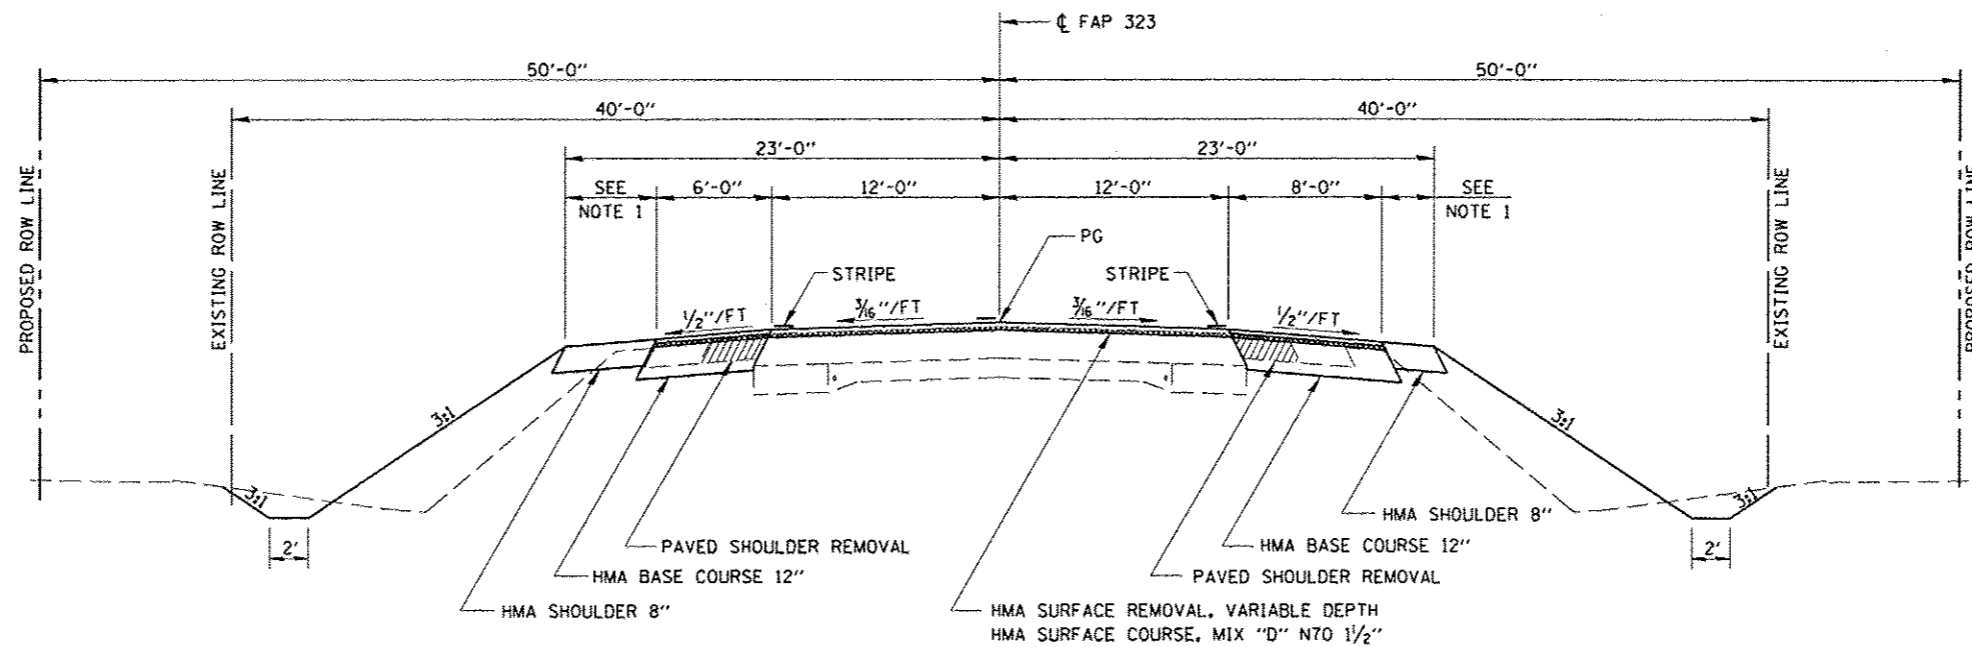 ℄ FAP 323
50'-0" 50'-0"
40'-0" 40'-0"
23'-0" 23'-0"
SEE NOTE 1
6'-0" 12'-0" 12'-0" 8'-0"
SEE NOTE 1
PROPOSED ROW LINE
EXISTING ROW LINE
EXISTING ROW LINE
PROPOSED ROW LINE
PG
STRIPE STRIPE
1/2"/FT 3/16"/FT 3/16"/FT 1/2"/FT
3:1 3:1
3:1 3:1
2' 2'
PAVED SHOULDER REMOVAL
HMA BASE COURSE 12"
HMA SHOULDER 8"
HMA SHOULDER 8"
HMA BASE COURSE 12"
PAVED SHOULDER REMOVAL
HMA SURFACE REMOVAL, VARIABLE DEPTH
HMA SURFACE COURSE, MIX "D" N70 1 1/2"